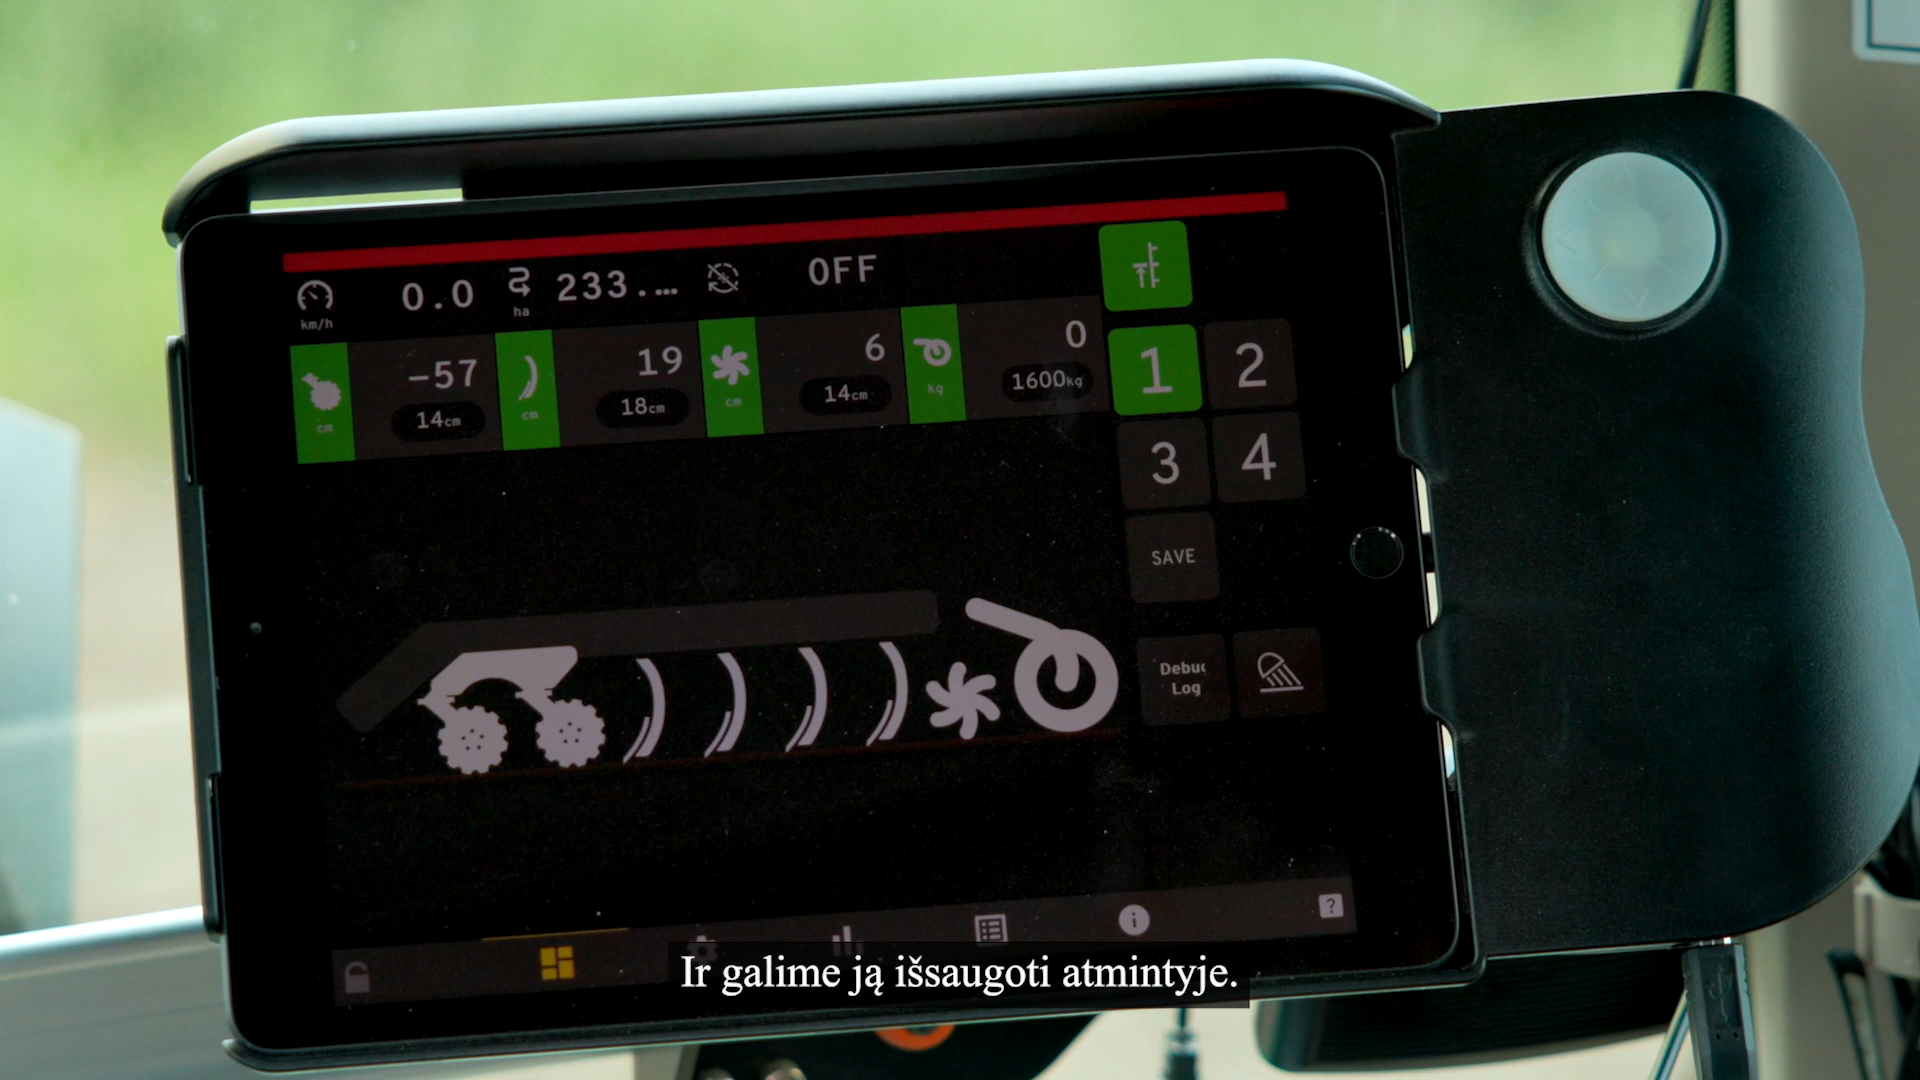 0.0 233.... OFF
km/h ha
-57 19 6 0
14cm 18cm 14cm 1600kg
cm cm cm kg
1 2
3 4
SAVE
Debu
Log
?
Ir galime ją išsaugoti atmintyje.